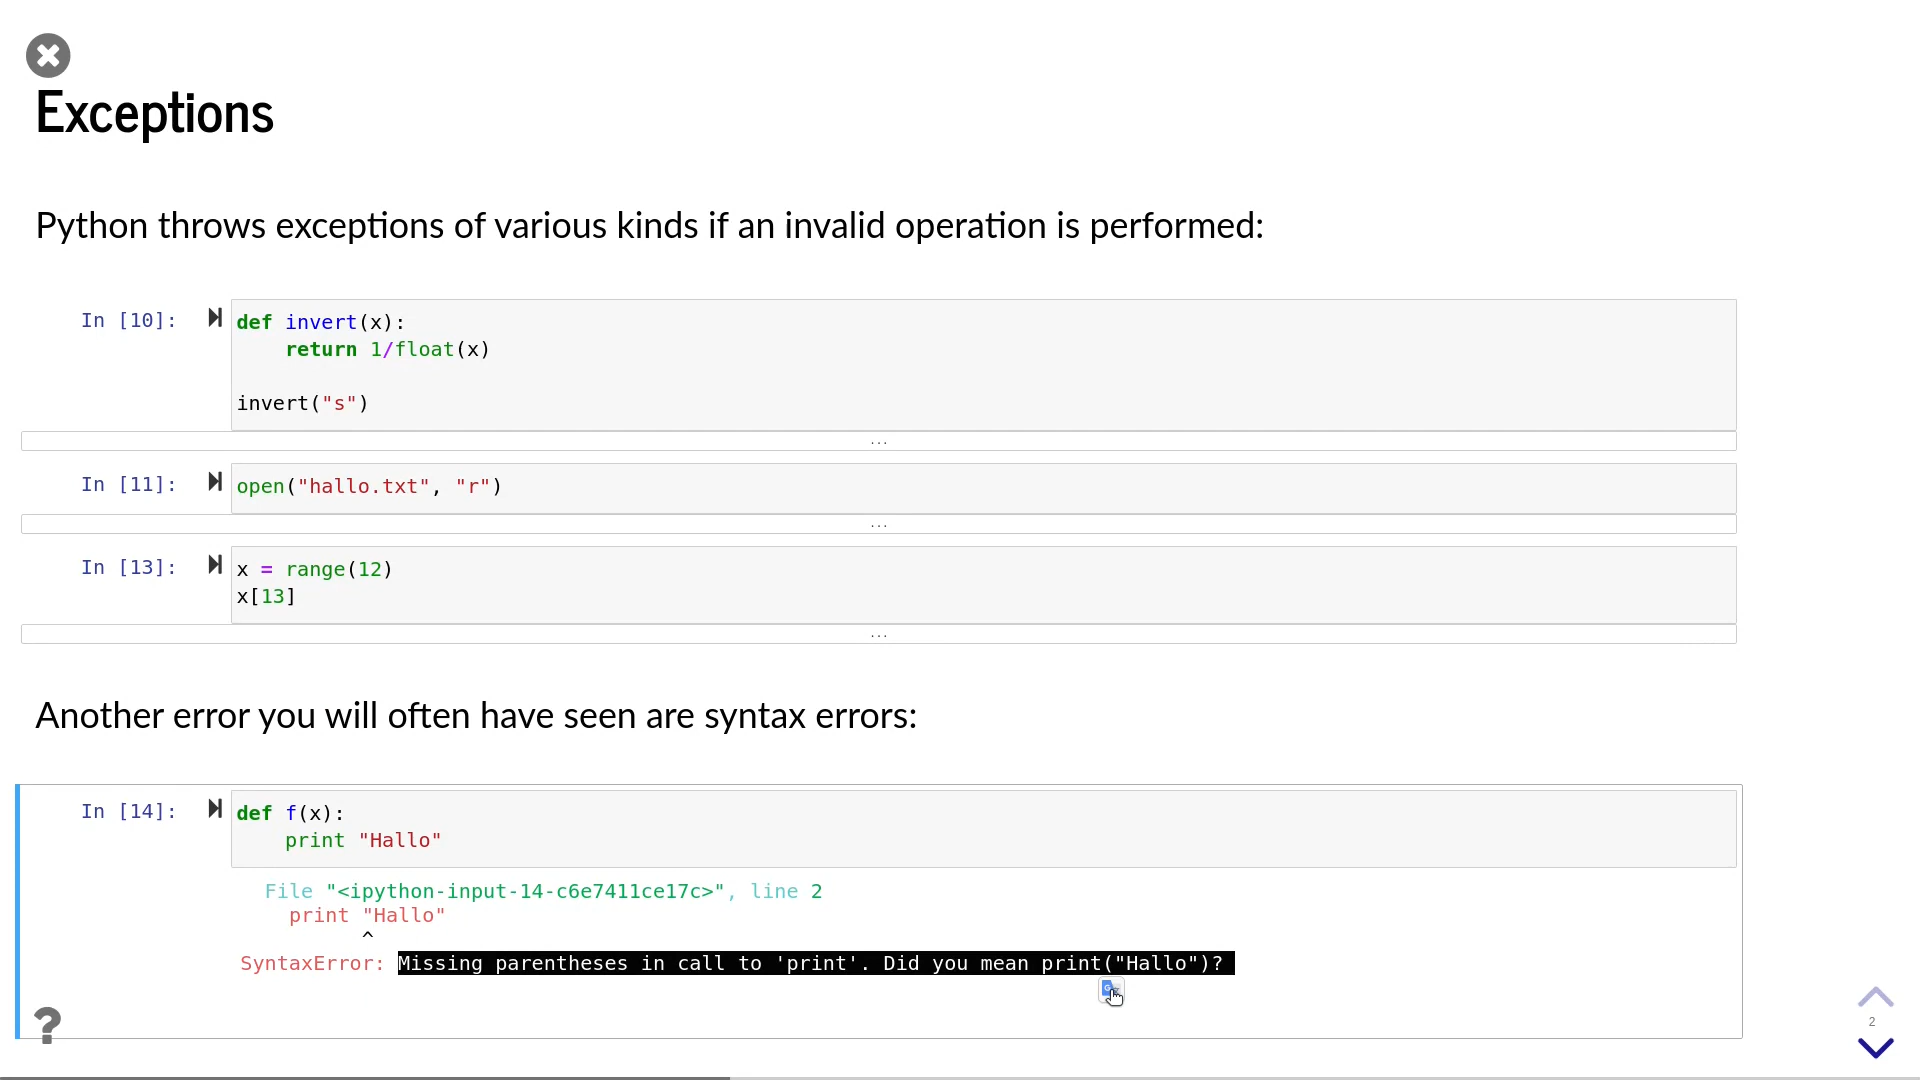 Exceptions
Python throws exceptions of various kinds if an invalid operation is performed:
In [10]:
def invert(x):
    return 1/float(x)
invert("s")
...
In [11]:
open("hallo.txt", "r")
...
In [13]:
x = range(12)
x[13]
...
Another error you will often have seen are syntax errors:
In [14]:
def f(x):
    print "Hallo"
File "<ipython-input-14-c6e7411ce17c>", line 2
    print "Hallo"
          ^
SyntaxError: Missing parentheses in call to 'print'. Did you mean print("Hallo")?
?
2